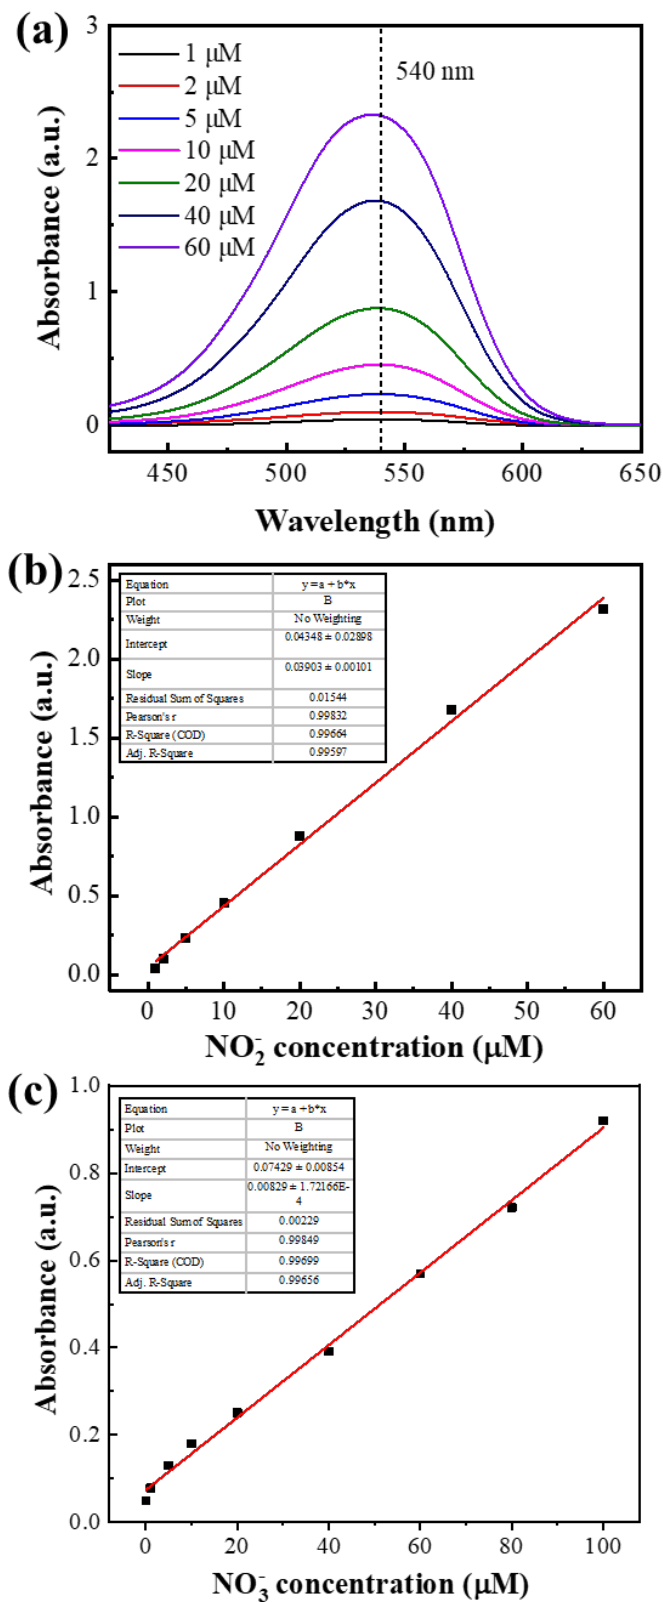 (a)
3
2
1
0
Absorbance (a.u.)
1 μM
2 μM
5 μM
10 μM
20 μM
40 μM
60 μM
540 nm
450 500 550 600 650
Wavelength (nm)
(b)
2.5
2.0
1.5
1.0
0.5
0.0
Absorbance (a.u.)
Equation y = a + b*x
Plot B
Weight No Weighting
Intercept 0.04348 ± 0.02898
Slope 0.03903 ± 0.00101
Residual Sum of Squares 0.01544
Pearson's r 0.99832
R-Square (COD) 0.99664
Adj. R-Square 0.99597
0 10 20 30 40 50 60
NO₂⁻ concentration (μM)
(c)
1.0
0.8
0.6
0.4
0.2
0.0
Absorbance (a.u.)
Equation y = a + b*x
Plot B
Weight No Weighting
Intercept 0.07429 ± 0.00854
Slope 0.00829 ± 1.72166E-
4
Residual Sum of Squares 0.00229
Pearson's r 0.99849
R-Square (COD) 0.99699
Adj. R-Square 0.99656
0 20 40 60 80 100
NO₃⁻ concentration (μM)